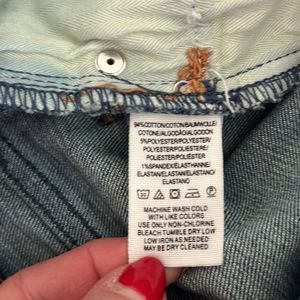 94%COTTON/COTON/BAUMWOLLE/
COTONE/ALGODÃO/ALGODÓN
5%POLYESTER/POLYESTER/
POLYESTER/POLIESTERE/
POLIESTER/POLIÉSTER
1%SPANDEX/ELASTHANNE/
ELASTAN/ELASTAN/ELASTANO/
ELASTANO
MACHINE WASH COLD
WITH LIKE COLORS
USE ONLY NON-CHLORINE
BLEACH TUMBLE DRY LOW
LOW IRON AS NEEDED
MAY BE DRY CLEANED